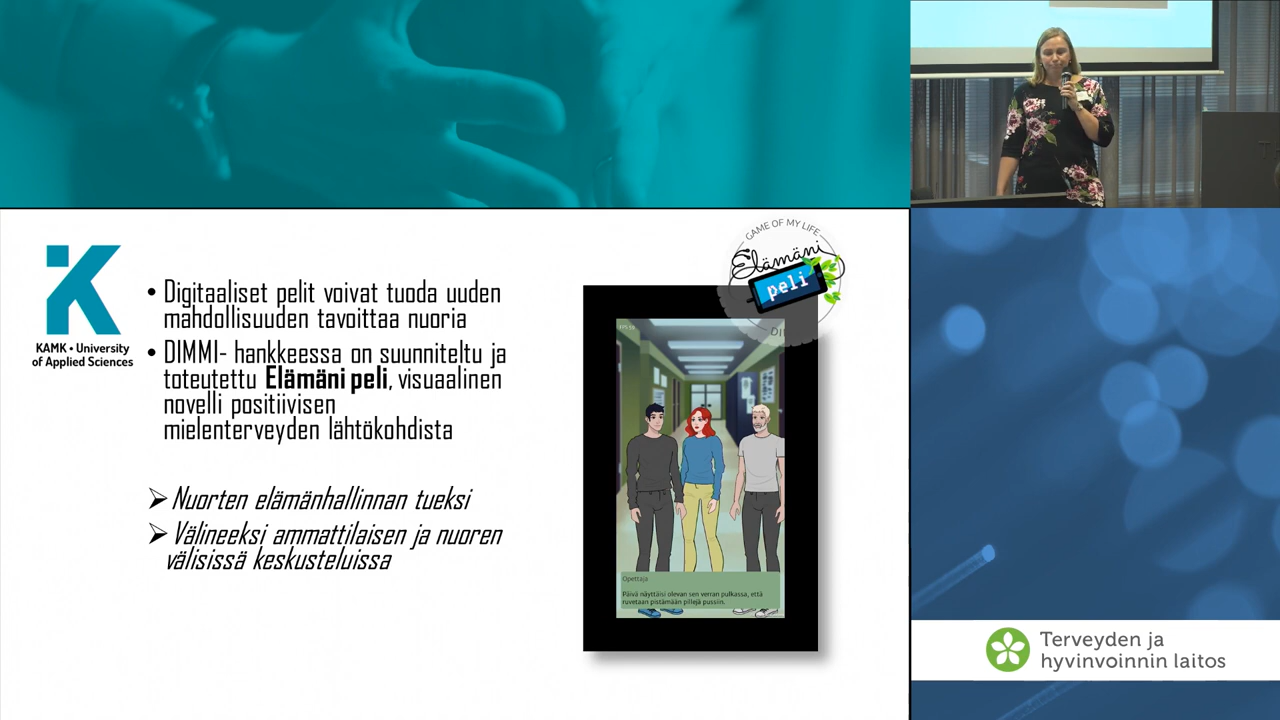 KAMK • University
of Applied Sciences
• Digitaaliset pelit voivat tuoda uuden
mahdollisuuden tavoittaa nuoria
• DIMMI- hankkeessa on suunniteltu ja
toteutettu Elämäni peli, visuaalinen
novelli positiivisen
mielenterveyden lähtökohdista
➢ Nuorten elämänhallinnan tueksi
➢ Välineeksi ammattilaisen ja nuoren
välisissä keskusteluissa
GAME OF MY LIFE
Elämäni
peli
Opettaja
Päivä näyttäisi olevan sen verran pulkassa, että
ruvetaan pistämään pillejä pussiin.
Terveyden ja
hyvinvoinnin laitos